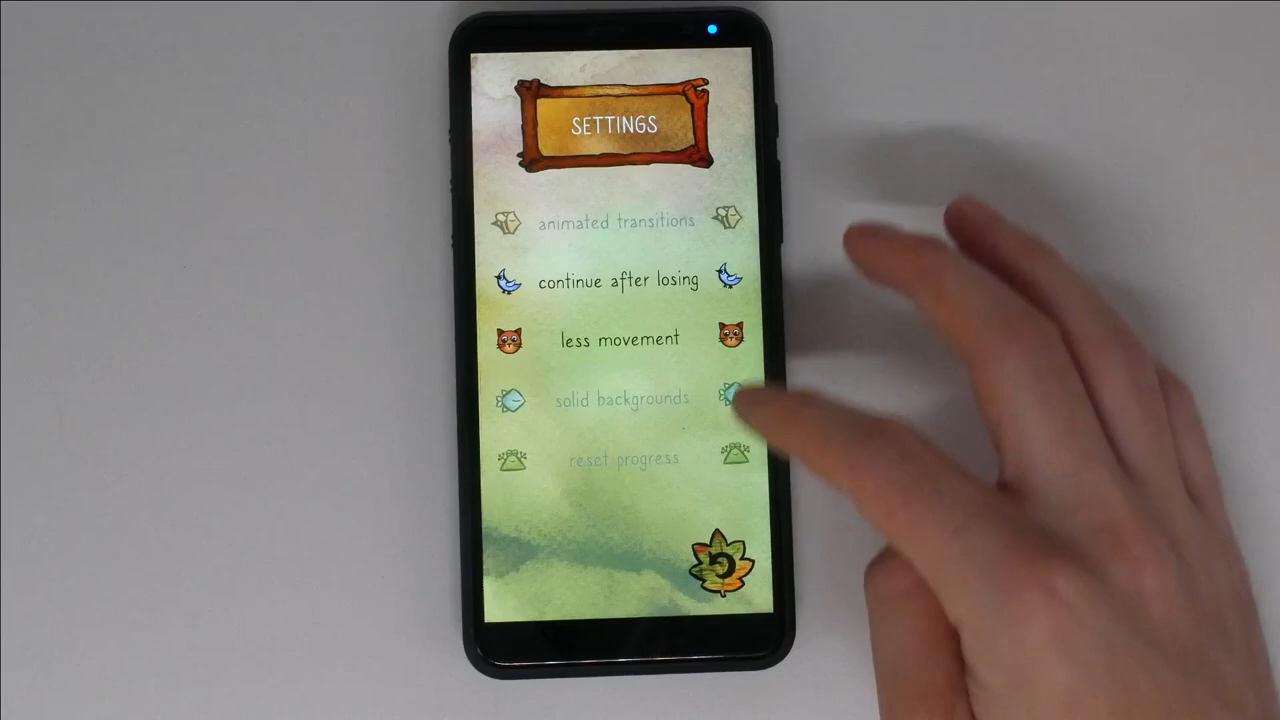 SETTINGS
animated transitions
continue after losing
less movement
solid backgrounds
reset progress